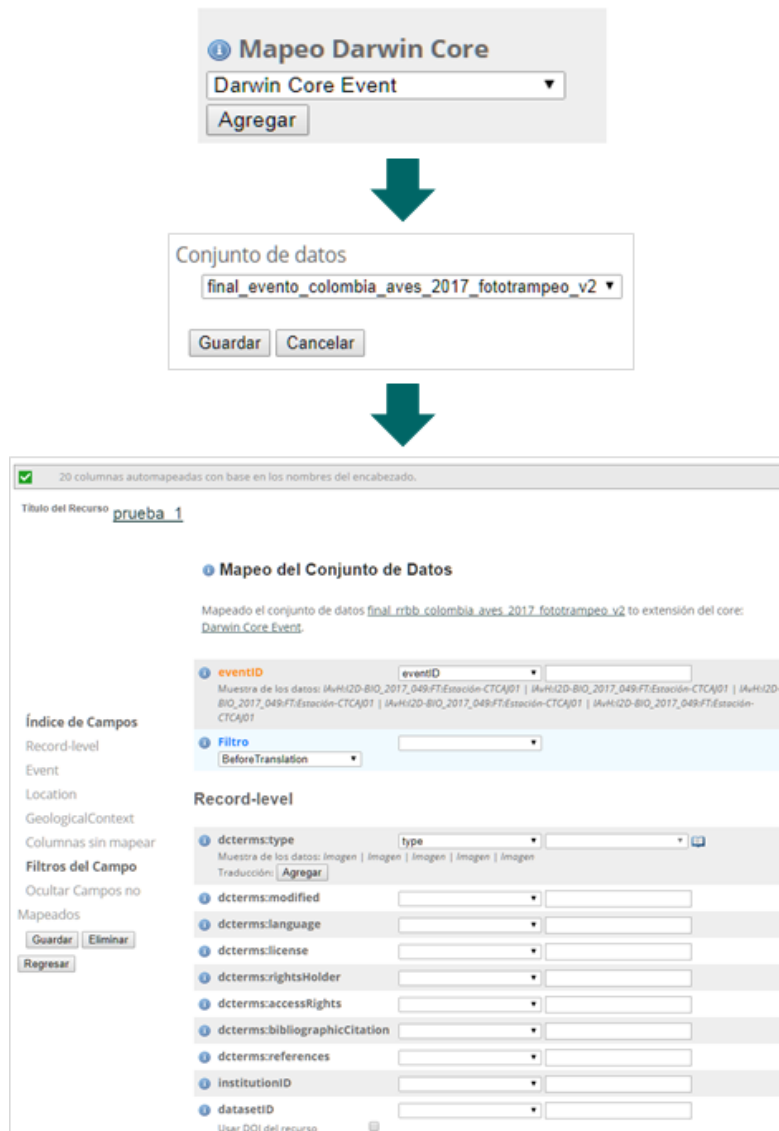 Mapeo Darwin Core
Darwin Core Event
Agregar
Conjunto de datos
final_evento_colombia_aves_2017_fototrampeo_v2
Guardar Cancelar
20 columnas automapeadas con base en los nombres del encabezado.
Título del Recurso prueba_1
Mapeo del Conjunto de Datos
Mapeado el conjunto de datos final_rrbb_colombia_aves_2017_fototrampeo_v2 to extensión del core:
Darwin Core Event.
eventID eventID
Muestra de los datos: IAvH:I2D-BIO_2017_049:FT:Estación-CTCAJ01 | IAvH:I2D-BIO_2017_049:FT:Estación-CTCAJ01 | IAvH:I2D-
BIO_2017_049:FT:Estación-CTCAJ01 | IAvH:I2D-BIO_2017_049:FT:Estación-CTCAJ01 | IAvH:I2D-BIO_2017_049:FT:Estación-
CTCAJ01
Filtro
BeforeTranslation
Índice de Campos
Record-level
Event
Location
GeologicalContext
Columnas sin mapear
Filtros del Campo
Ocultar Campos no
Mapeados
Guardar Eliminar
Regresar
Record-level
dcterms:type type
Muestra de los datos: Imagen | Imagen | Imagen | Imagen | Imagen
Traducción: Agregar
dcterms:modified
dcterms:language
dcterms:license
dcterms:rightsHolder
dcterms:accessRights
dcterms:bibliographicCitation
dcterms:references
institutionID
datasetID
Usar DOI del recurso